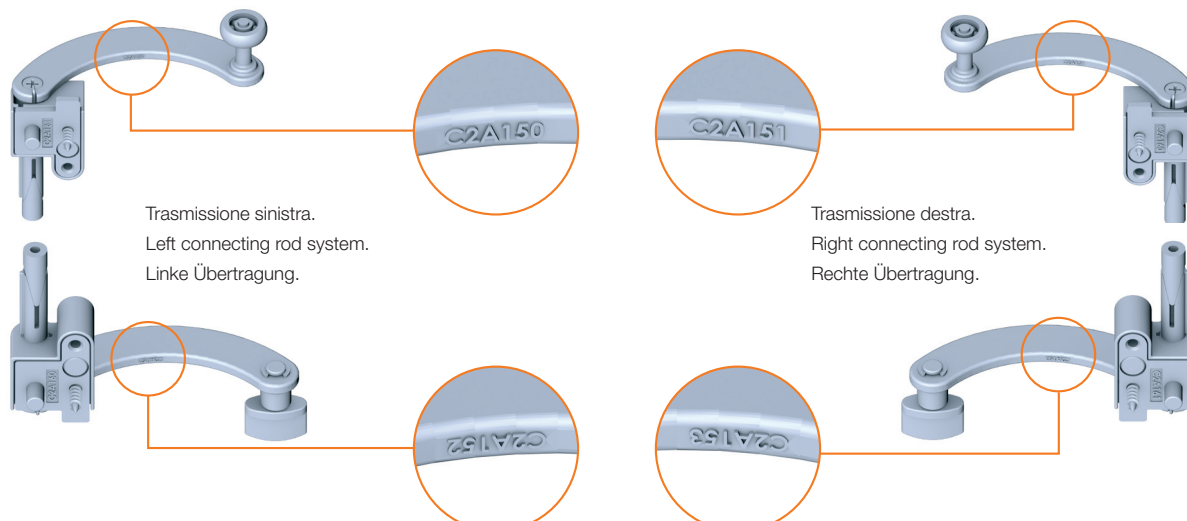 C2A150
C2A151
Trasmissione sinistra.
Left connecting rod system.
Linke Übertragung.
Trasmissione destra.
Right connecting rod system.
Rechte Übertragung.
C2A152
C2A153
C2A141